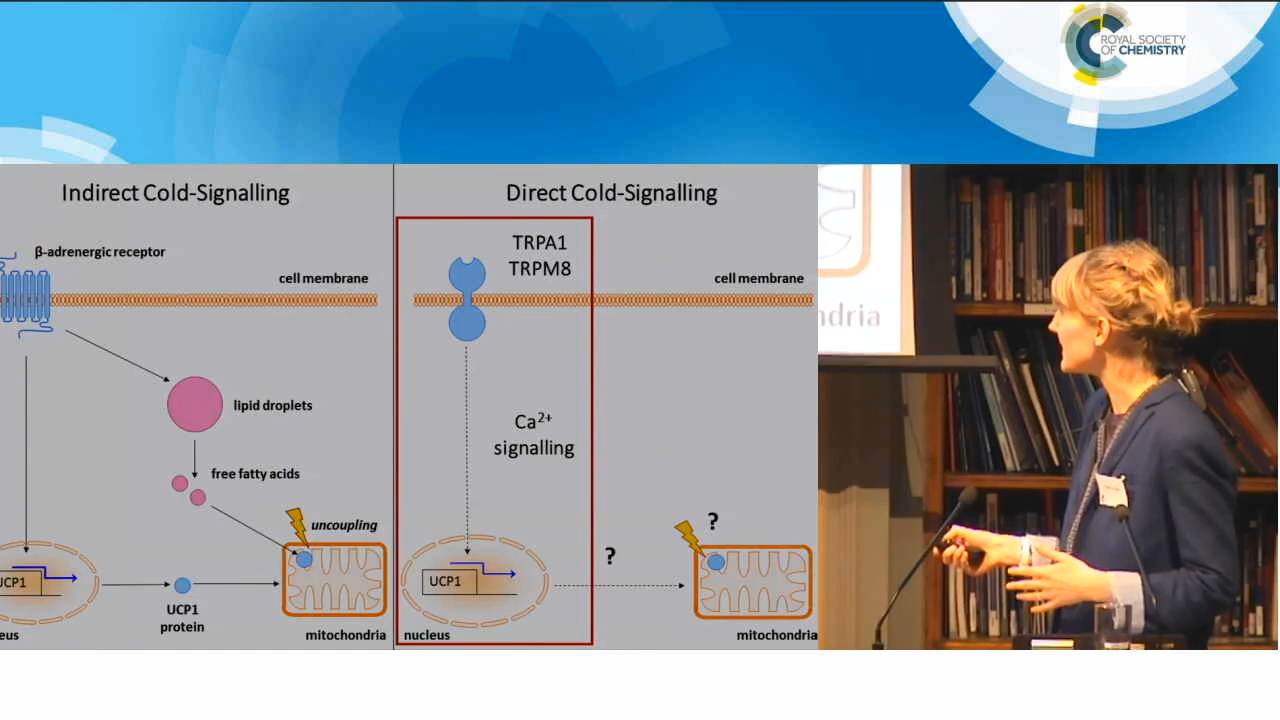 ROYAL SOCIETY
OF CHEMISTRY
Indirect Cold-Signalling
β-adrenergic receptor
cell membrane
lipid droplets
free fatty acids
uncoupling
UCP1
UCP1
protein
mitochondria
Direct Cold-Signalling
TRPA1
TRPM8
cell membrane
Ca²⁺
signalling
UCP1
nucleus
?
?
mitochondria
ndria